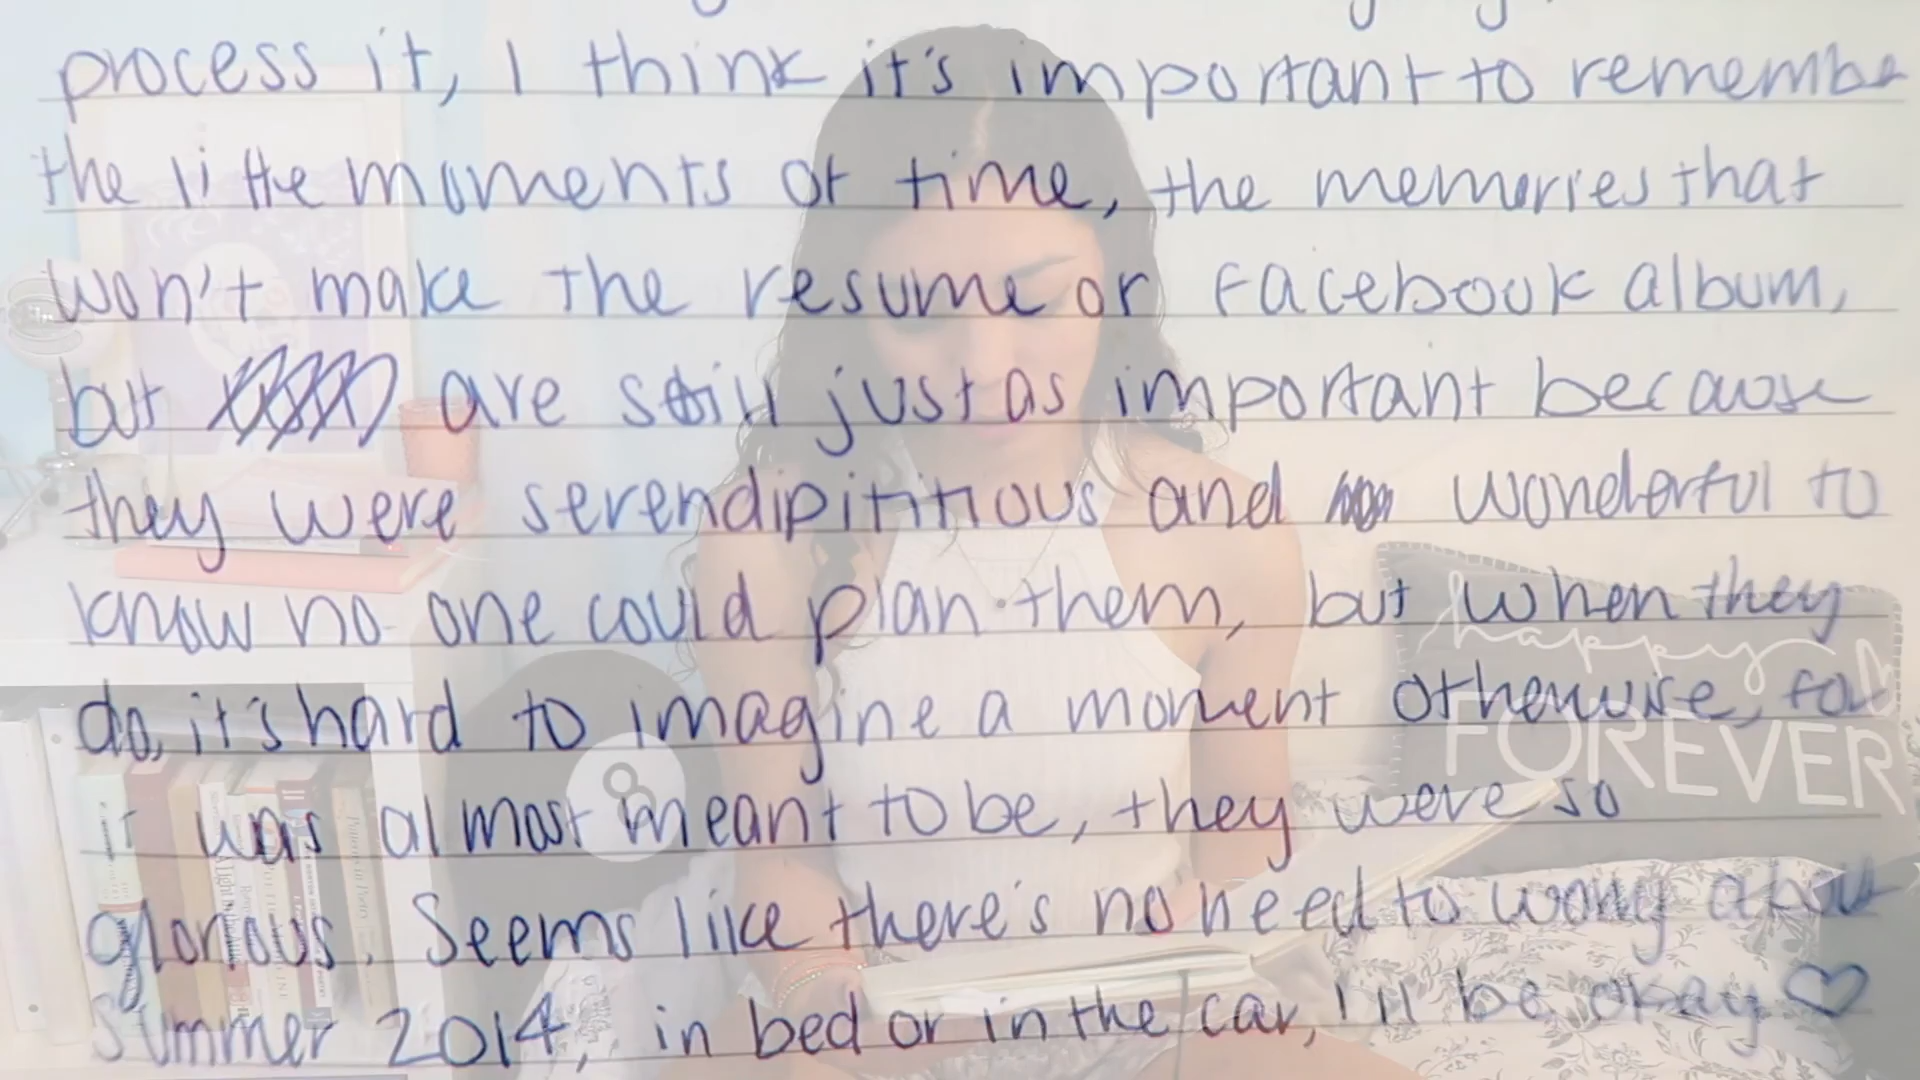 process it, I think it's important to remember
the little moments of time, the memories that
won't make the resume or Facebook album,
but are still just as important because
they were serendipititious and wonderful to
know no one could plan them, but when they
do, it's hard to imagine a moment otherwise, for
it was almost meant to be, they were so
glorious. Seems like there's no need to worry about
summer 2014, in bed or in the car, I'll be okay ♡
happy
FOREVER
8